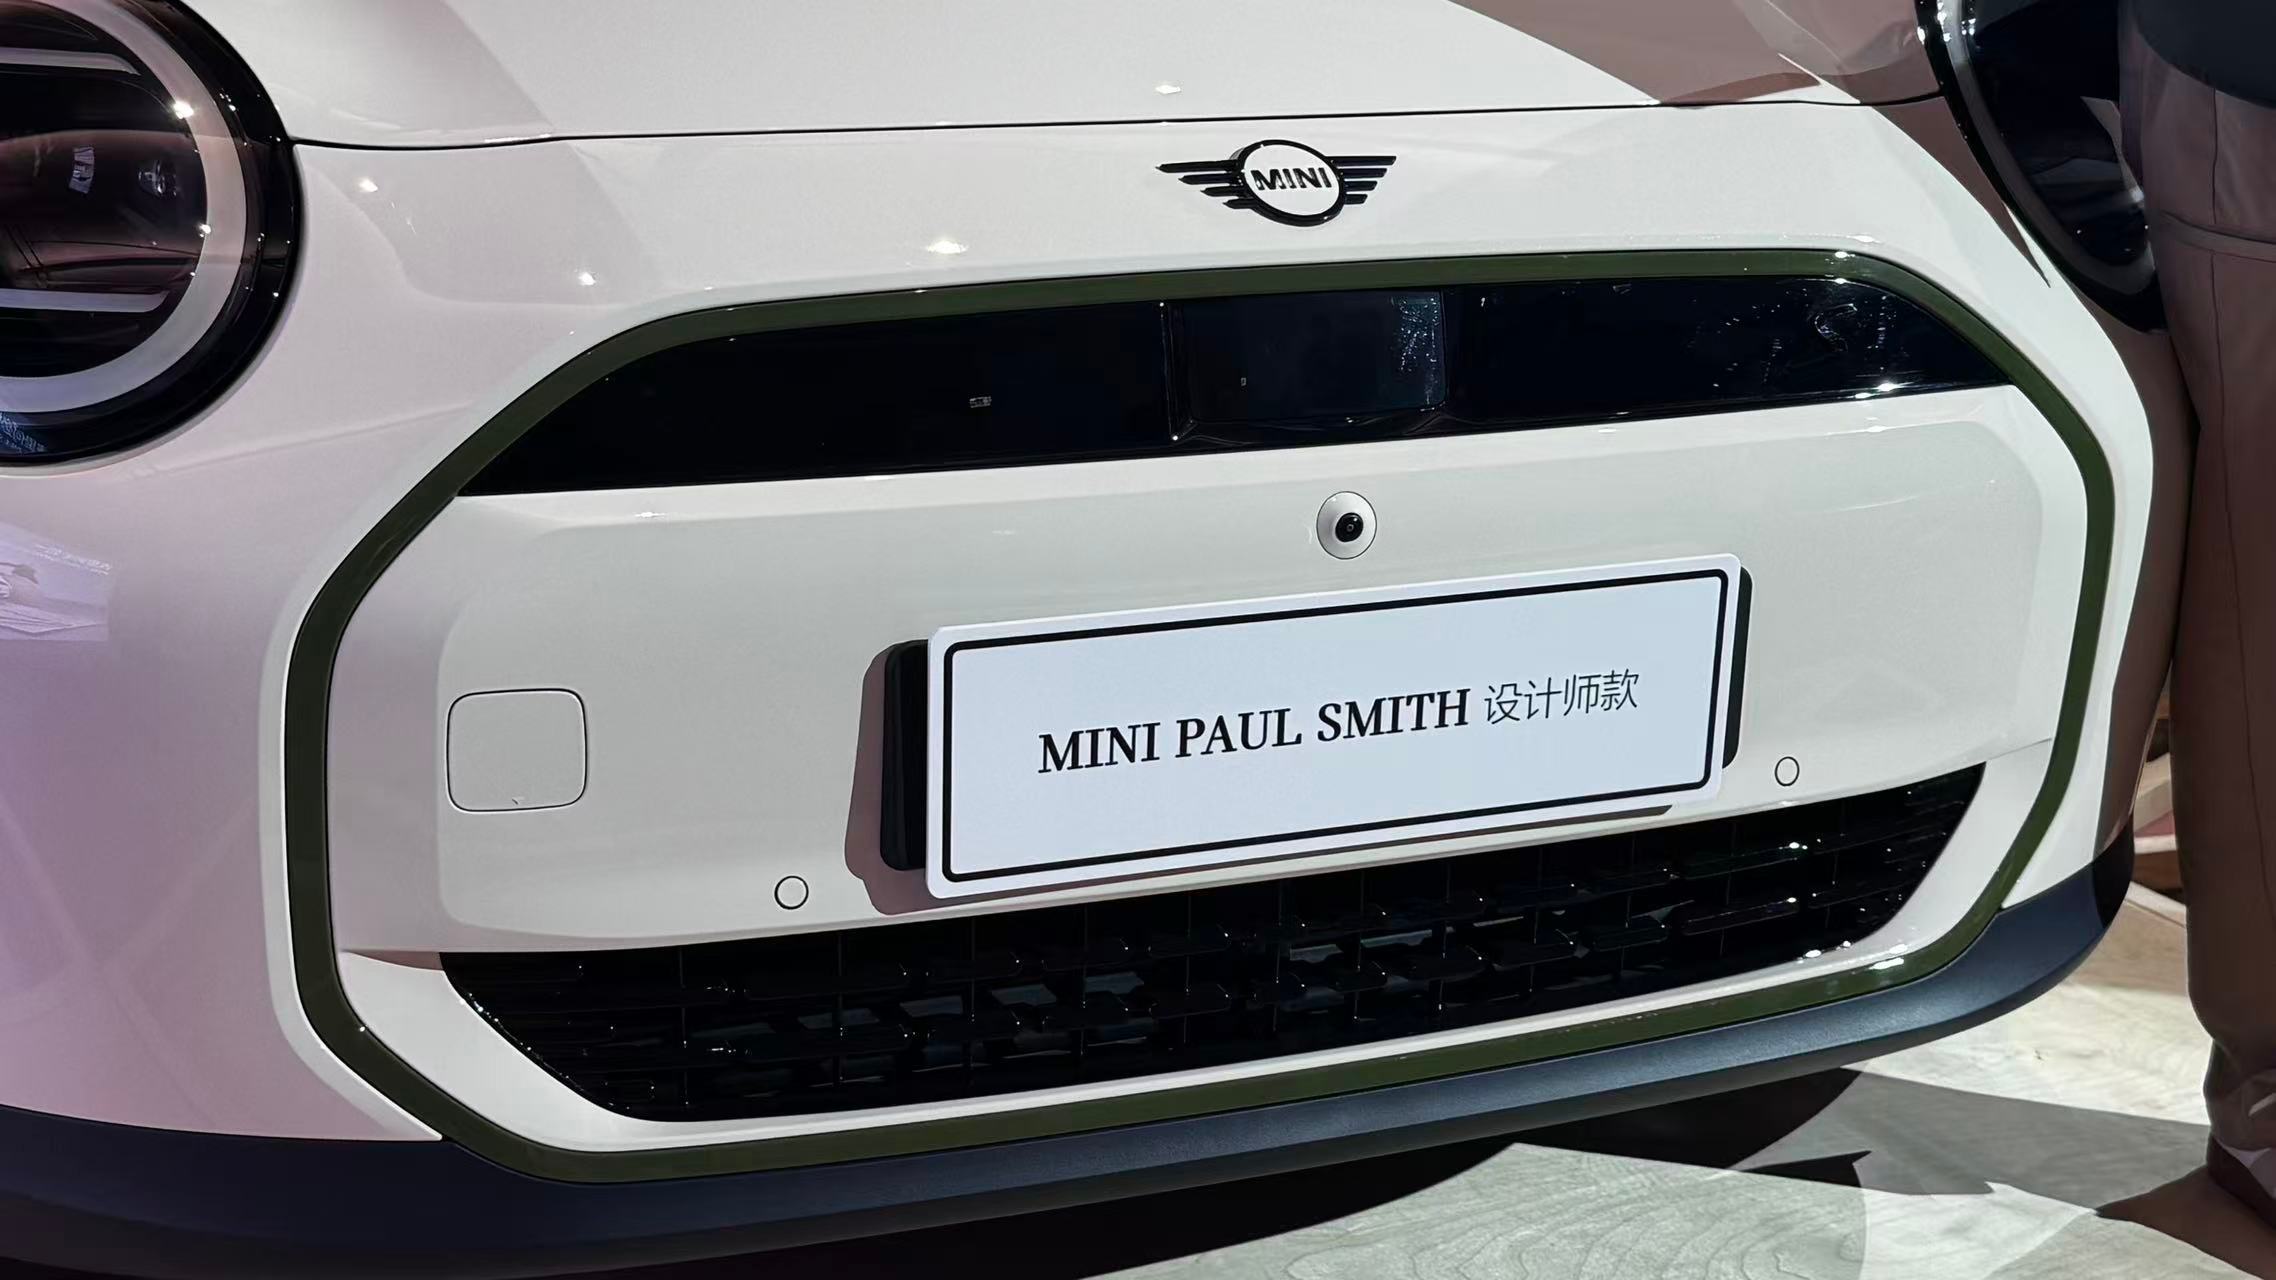 MINI
MINI PAUL SMITH 设计师款